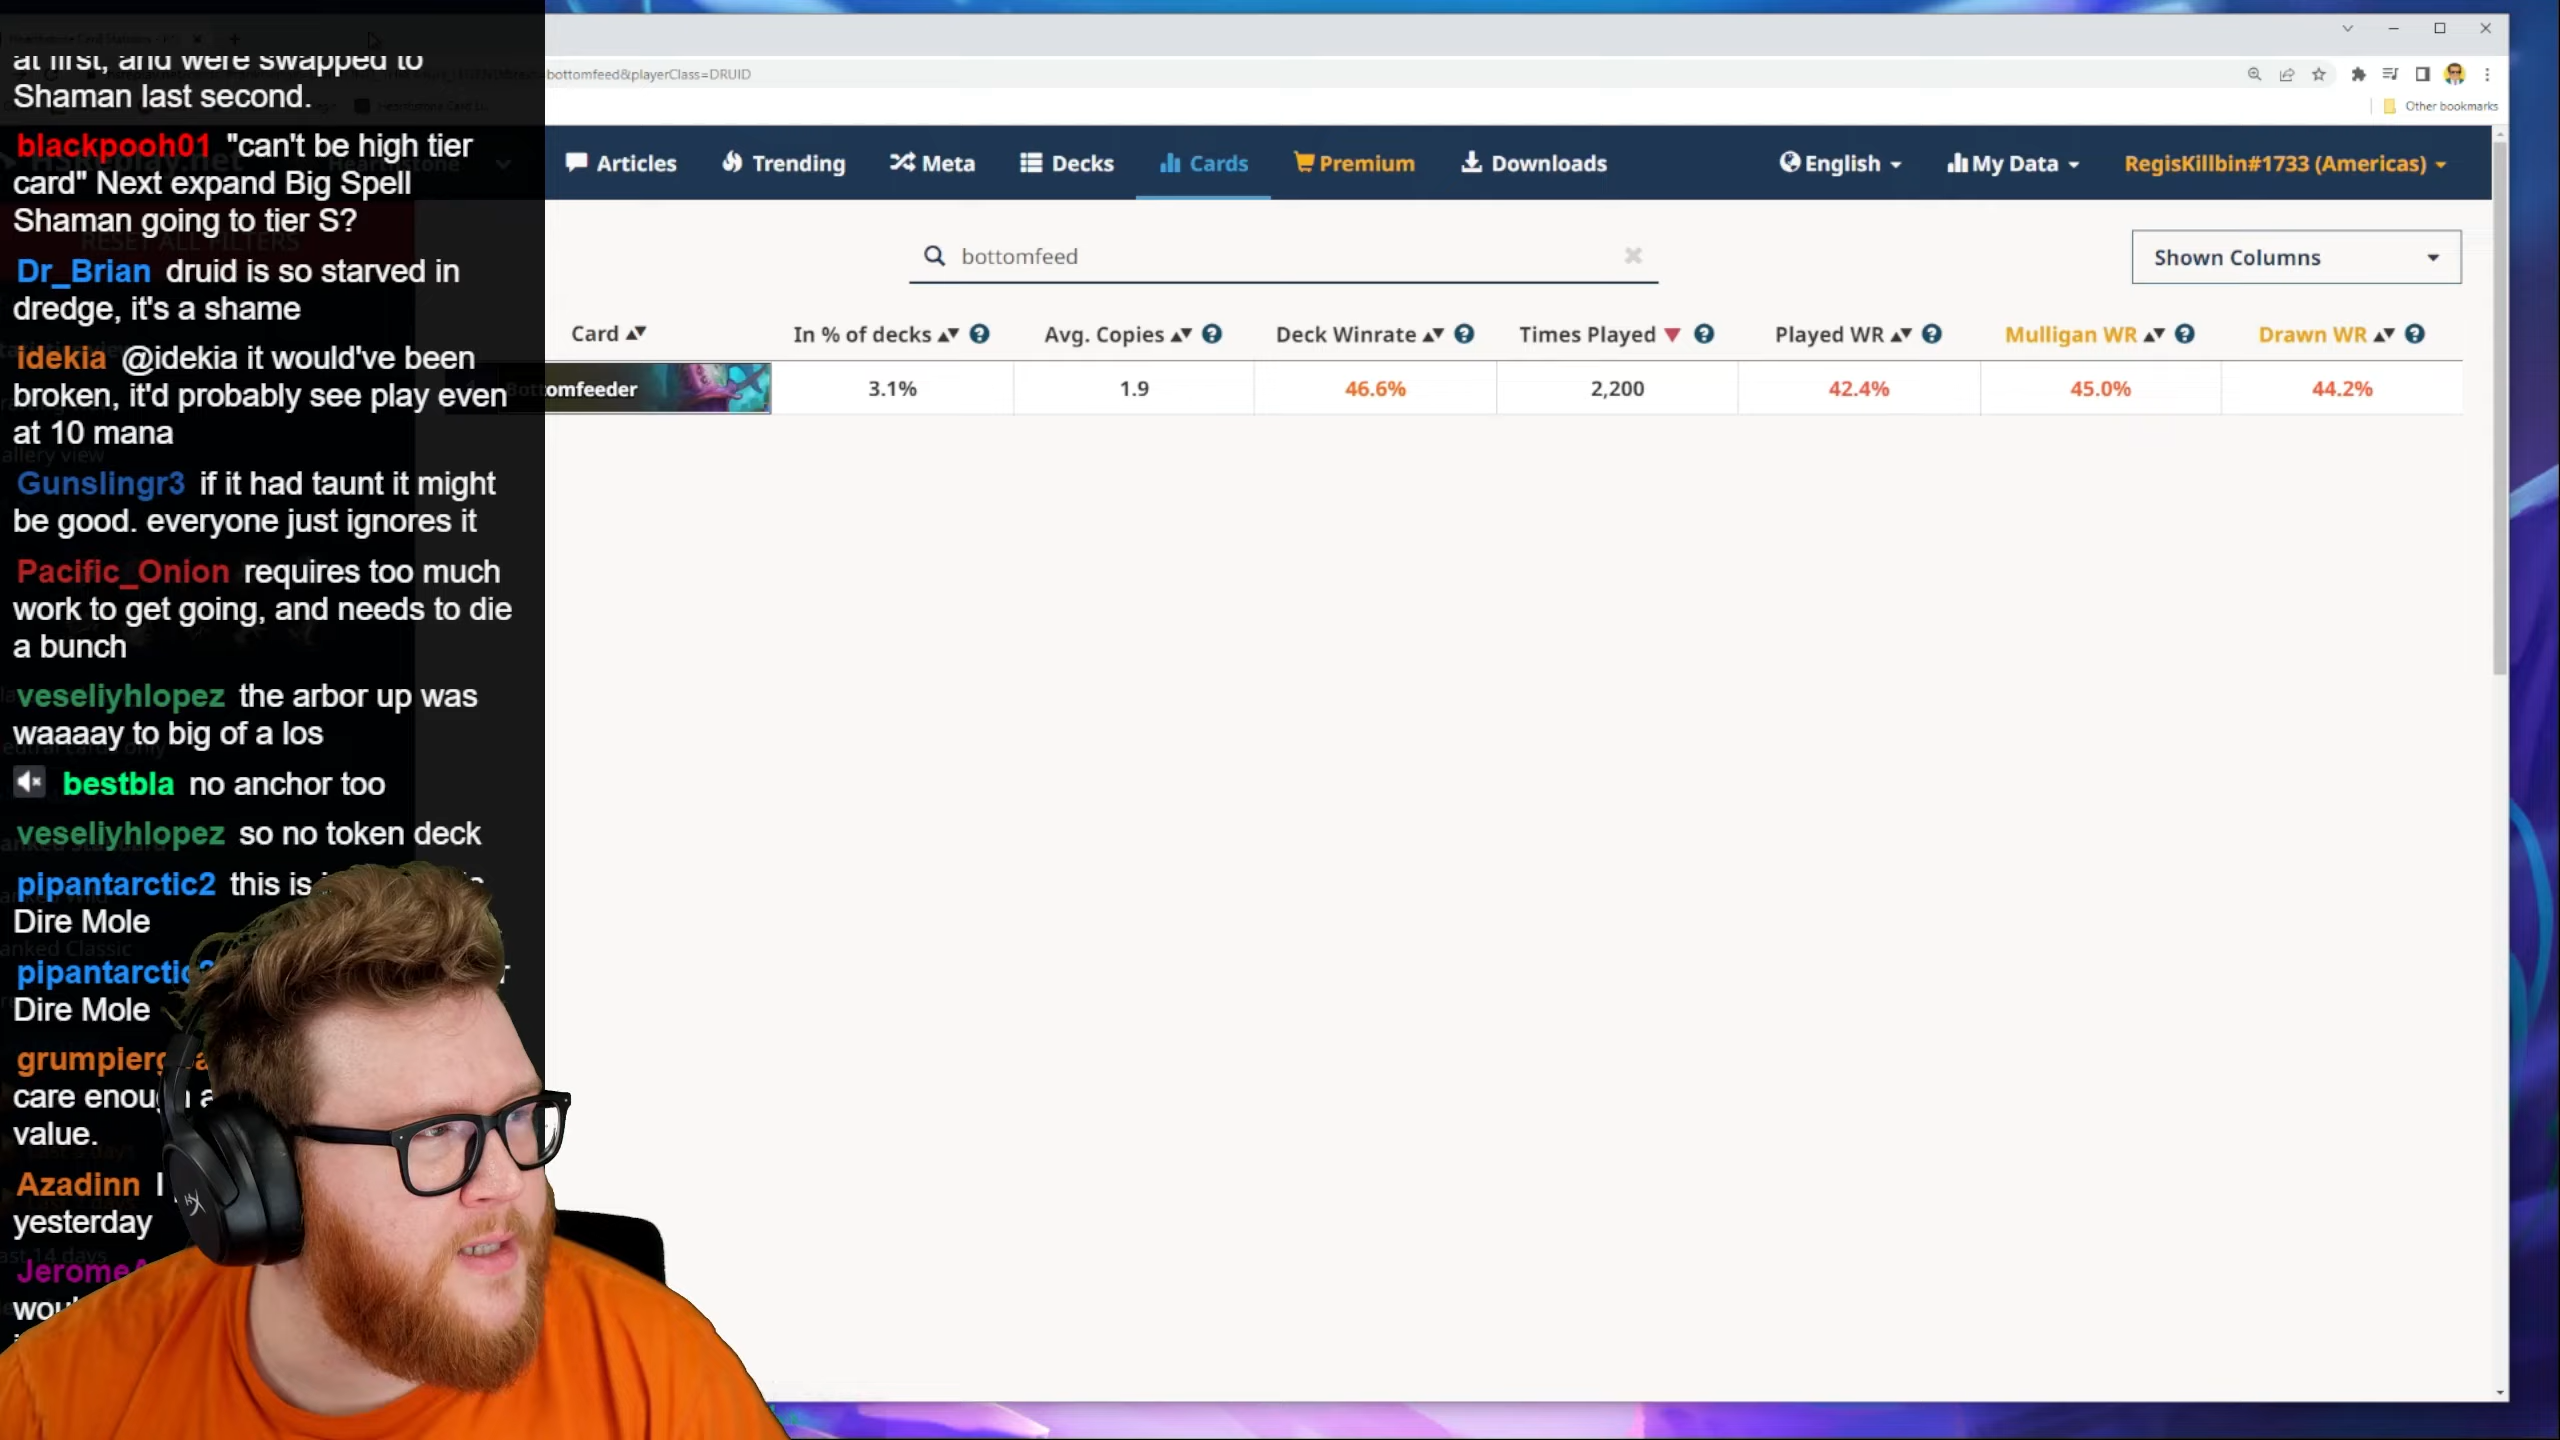 bottomfeed&playerClass=DRUID
Other bookmarks
Articles
Trending
Meta
Decks
Cards
Premium
Downloads
English
My Data
RegisKillbin#1733 (Americas)
bottomfeed
Shown Columns
Card
In % of decks
Avg. Copies
Deck Winrate
Times Played
Played WR
Mulligan WR
Drawn WR
Bottomfeeder
3.1%
1.9
46.6%
2,200
42.4%
45.0%
44.2%
at first, and were swapped to
Shaman last second.
blackpooh01 "can't be high tier
card" Next expand Big Spell
Shaman going to tier S?
RESET ALL FILTERS
Dr_Brian druid is so starved in
dredge, it's a shame
idekia @idekia it would've been
broken, it'd probably see play even
at 10 mana
Gunslingr3 if it had taunt it might
be good. everyone just ignores it
Pacific_Onion requires too much
work to get going, and needs to die
a bunch
veseliyhlopez the arbor up was
waaaay to big of a los
bestbla no anchor too
veseliyhlopez so no token deck
pipantarctic2 this is
Dire Mole
Dire Mole
care
value.
Azadinn
yesterday